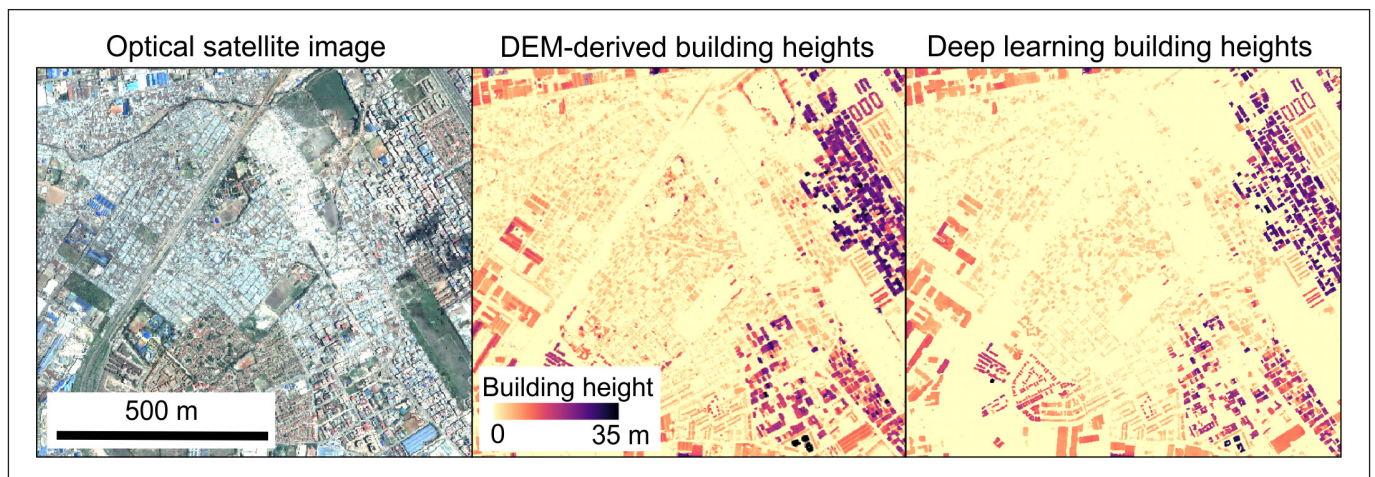 Optical satellite image
DEM-derived building heights
Deep learning building heights
500 m
Building height
0
35 m